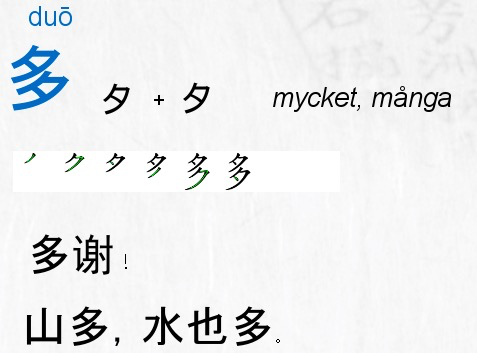 duō
多 夕 + 夕 mycket, många
多谢！
山多，水也多。